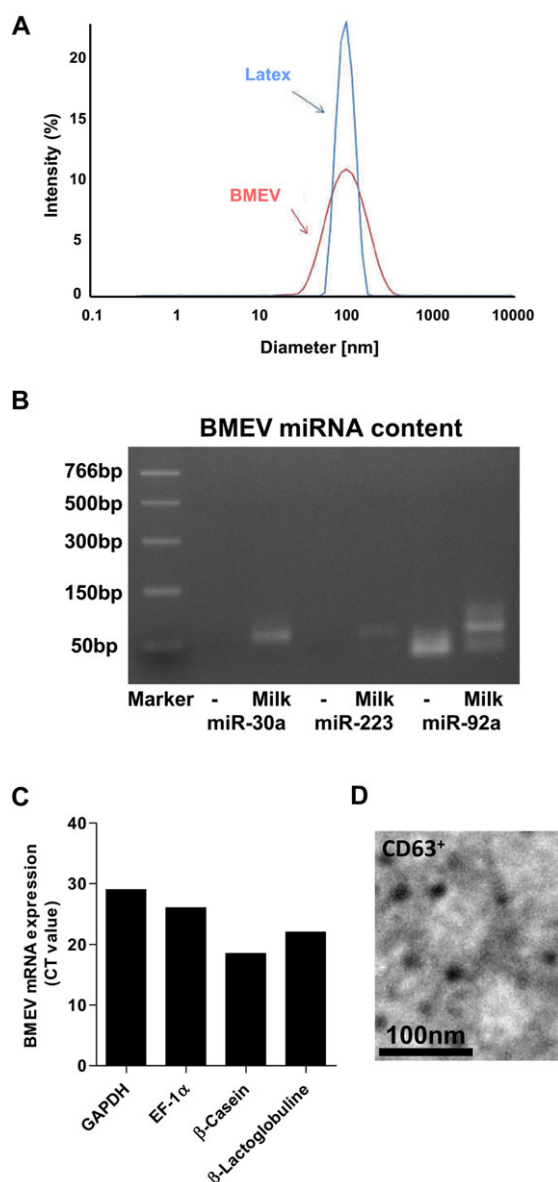 A
Intensity (%)
20
15
10
5
0
Latex
BMEV
0.1 1 10 100 1000 10000
Diameter [nm]
B
BMEV miRNA content
766bp
500bp
300bp
150bp
50bp
Marker - Milk - Milk - Milk
miR-30a miR-223 miR-92a
C
BMEV mRNA expression
(CT value)
40
30
20
10
0
GAPDH
EF-1α
β-Casein
β-Lactoglobuline
D
CD63⁺
100nm